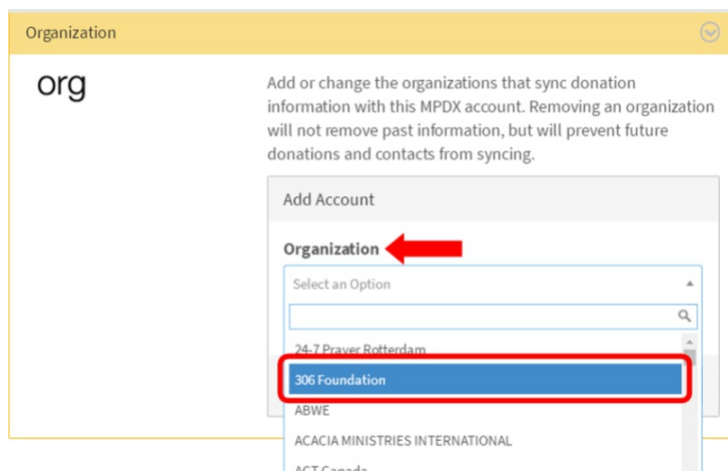 Organization
org
Add or change the organizations that sync donation
information with this MPDX account. Removing an organization
will not remove past information, but will prevent future
donations and contacts from syncing.
Add Account
Organization
Select an Option
24-7 Prayer Rotterdam
306 Foundation
ABWE
ACACIA MINISTRIES INTERNATIONAL
ACT Canada